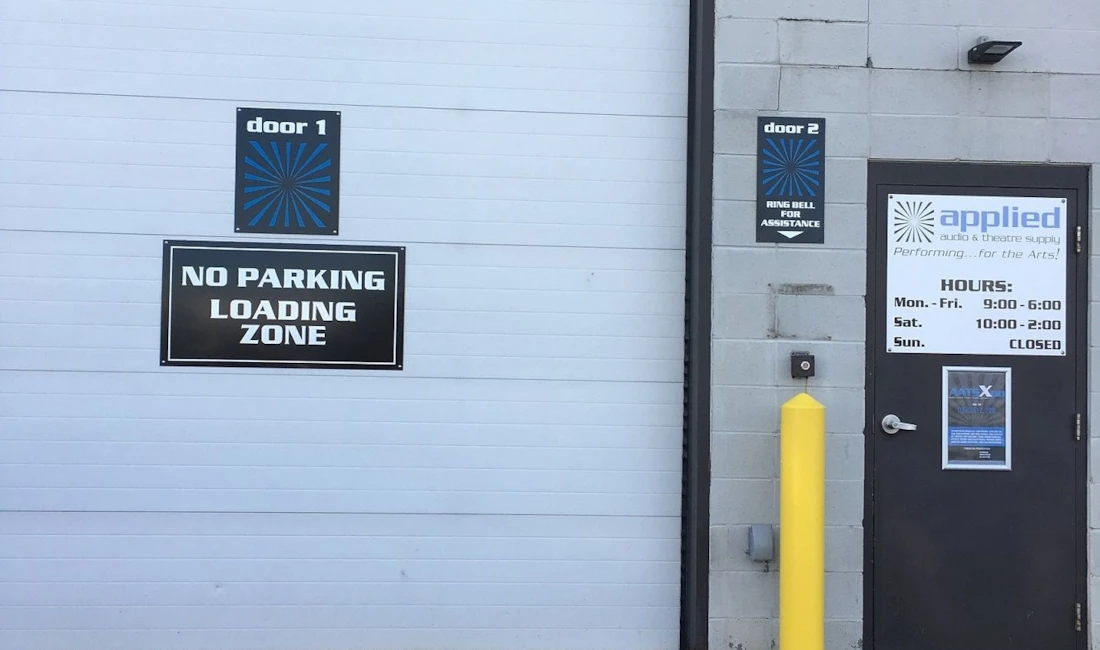 door 1
NO PARKING
LOADING
ZONE
door 2
RING BELL
FOR
ASSISTANCE
applied
audio & theatre supply
Performing...for the Arts!
HOURS:
Mon. - Fri. 9:00 - 6:00
Sat. 10:00 - 2:00
Sun. CLOSED